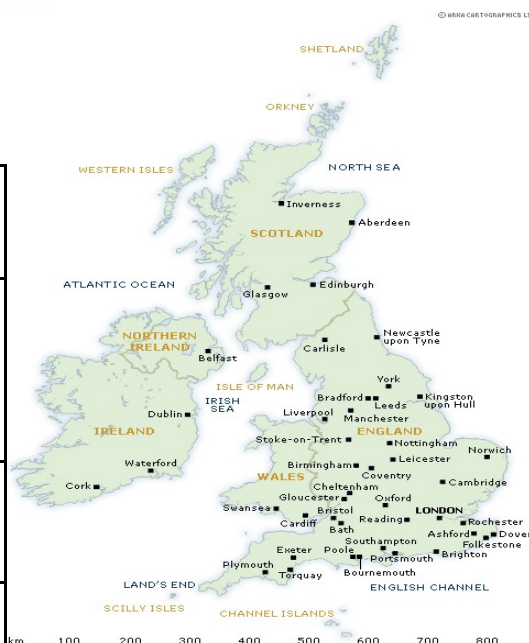 © ARKA CARTOGRAPHICS
SHETLAND
ORKNEY
WESTERN ISLES
NORTH SEA
Inverness
Aberdeen
SCOTLAND
ATLANTIC OCEAN
Edinburgh
Glasgow
NORTHERN
IRELAND
Belfast
Newcastle
upon Tyne
Carlisle
ISLE OF MAN
York
IRISH
SEA
Bradford
Leeds
Kingston
upon Hull
Dublin
Liverpool
Manchester
IRELAND
ENGLAND
Stoke-on-Trent
Nottingham
Norwich
Leicester
Waterford
Birmingham
Coventry
Cork
WALES
Cambridge
Cheltenham
Gloucester
Oxford
Swansea
Bristol
LONDON
Cardiff
Reading
Rochester
Bath
Ashford
Dover
Southampton
Folkestone
Exeter
Poole
Portsmouth
Brighton
Plymouth
Torquay
Bournemouth
LAND'S END
ENGLISH CHANNEL
SCILLY ISLES
CHANNEL ISLANDS
km 100 200 300 400 500 600 700 800